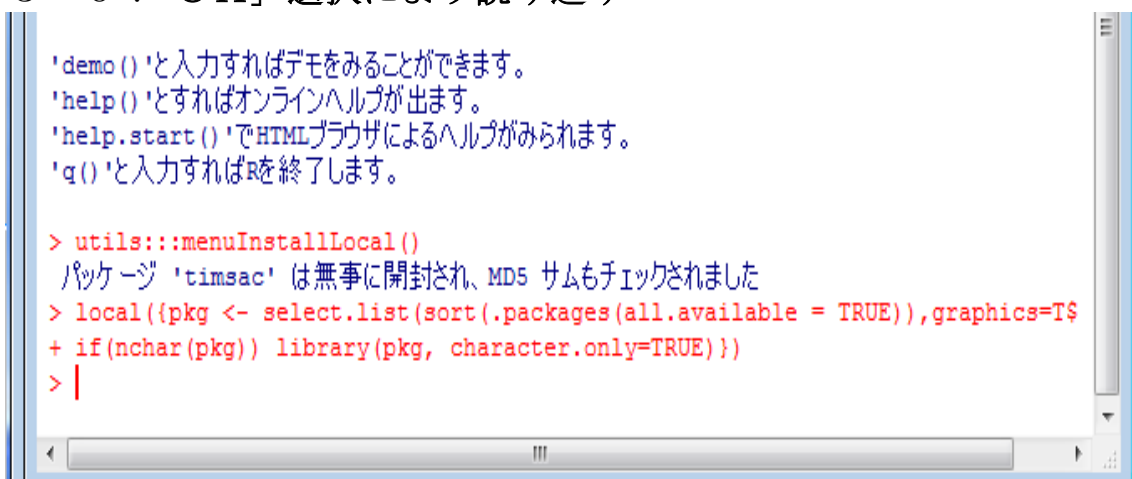 'demo()'と入力すればデモをみることができます。
'help()'とすればオンラインヘルプが出ます。
'help.start()'でHTMLブラウザによるヘルプがみられます。
'q()'と入力すればRを終了します。
> utils:::menuInstallLocal()
パッケージ 'timsac' は無事に開封され、MD5 サムもチェックされました
> local({pkg <- select.list(sort(.packages(all.available = TRUE)),graphics=T$
+ if(nchar(pkg)) library(pkg, character.only=TRUE)})
>